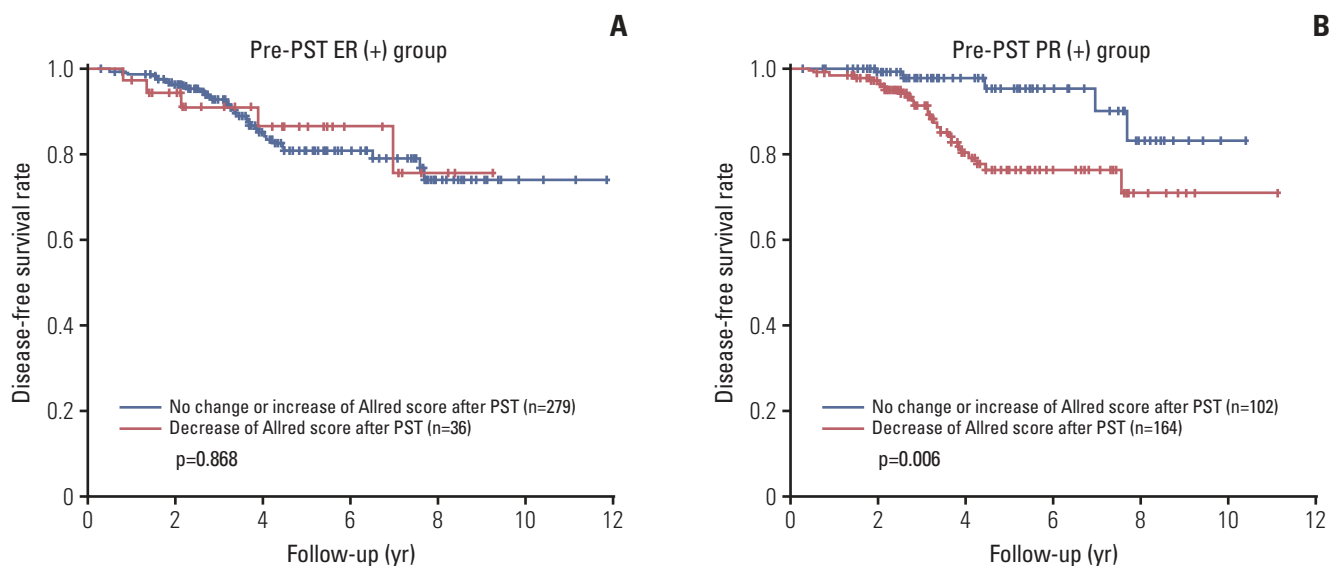 A
Pre-PST ER (+) group
Disease-free survival rate
1.0
0.8
0.6
0.4
0.2
0
No change or increase of Allred score after PST (n=279)
Decrease of Allred score after PST (n=36)
p=0.868
0 2 4 6 8 10 12
Follow-up (yr)
B
Pre-PST PR (+) group
Disease-free survival rate
1.0
0.8
0.6
0.4
0.2
0
No change or increase of Allred score after PST (n=102)
Decrease of Allred score after PST (n=164)
p=0.006
0 2 4 6 8 10 12
Follow-up (yr)